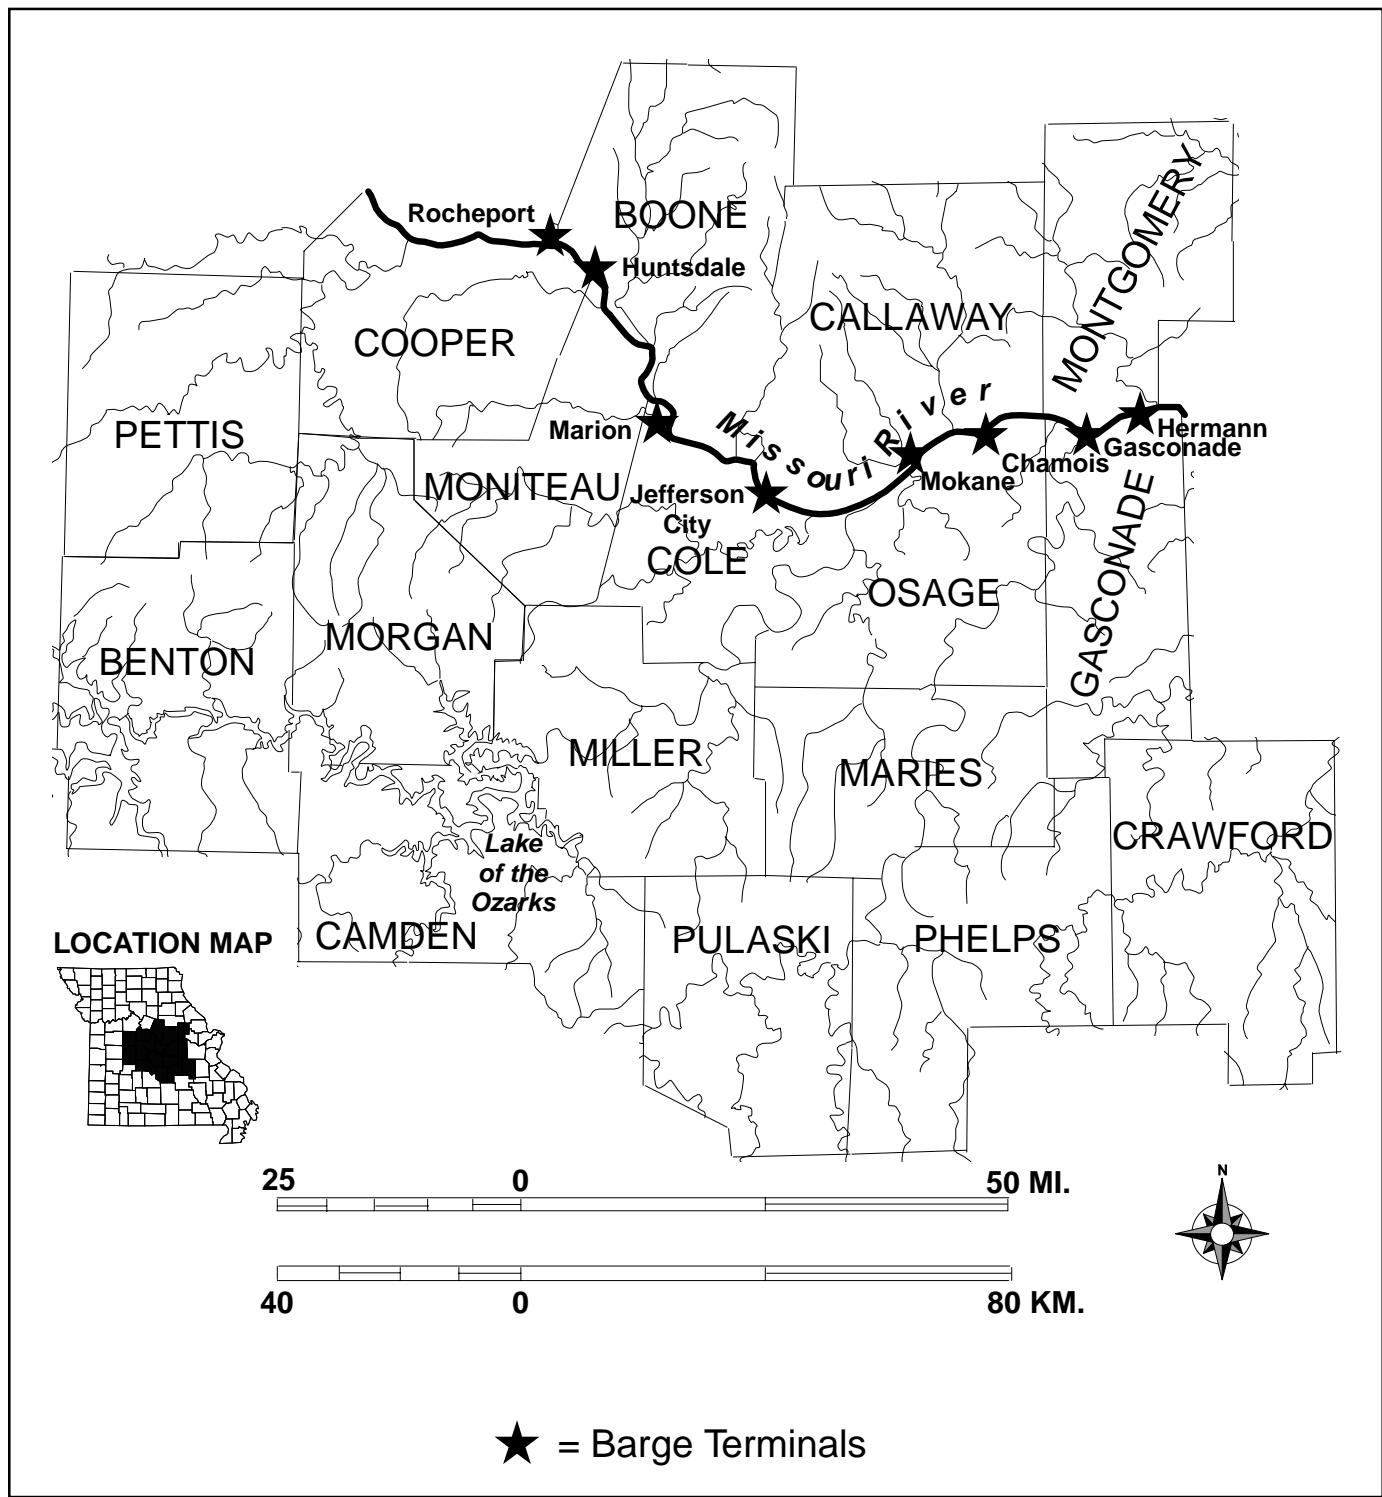 Rocheport
BOONE
Huntsdale
MONTGOMERY
CALLAWAY
COOPER
PETTIS
Marion
Missouri River
Hermann
Gasconade
Chamois
Mokane
MONITEAU
Jefferson
City
COLE
OSAGE
GASCONADE
MORGAN
BENTON
MILLER
MARIES
CRAWFORD
Lake
of the
Ozarks
CAMDEN
PULASKI
PHELPS
LOCATION MAP
25 0 50 MI.
N
40 0 80 KM.
= Barge Terminals